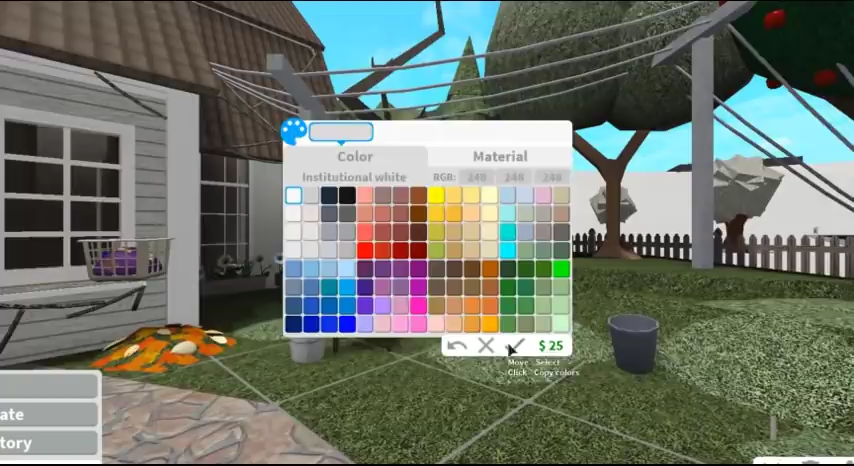 Color
Material
Institutional white
RGB: 248 248 248
$ 25
Move Select
Click Copy colors
ate
tory